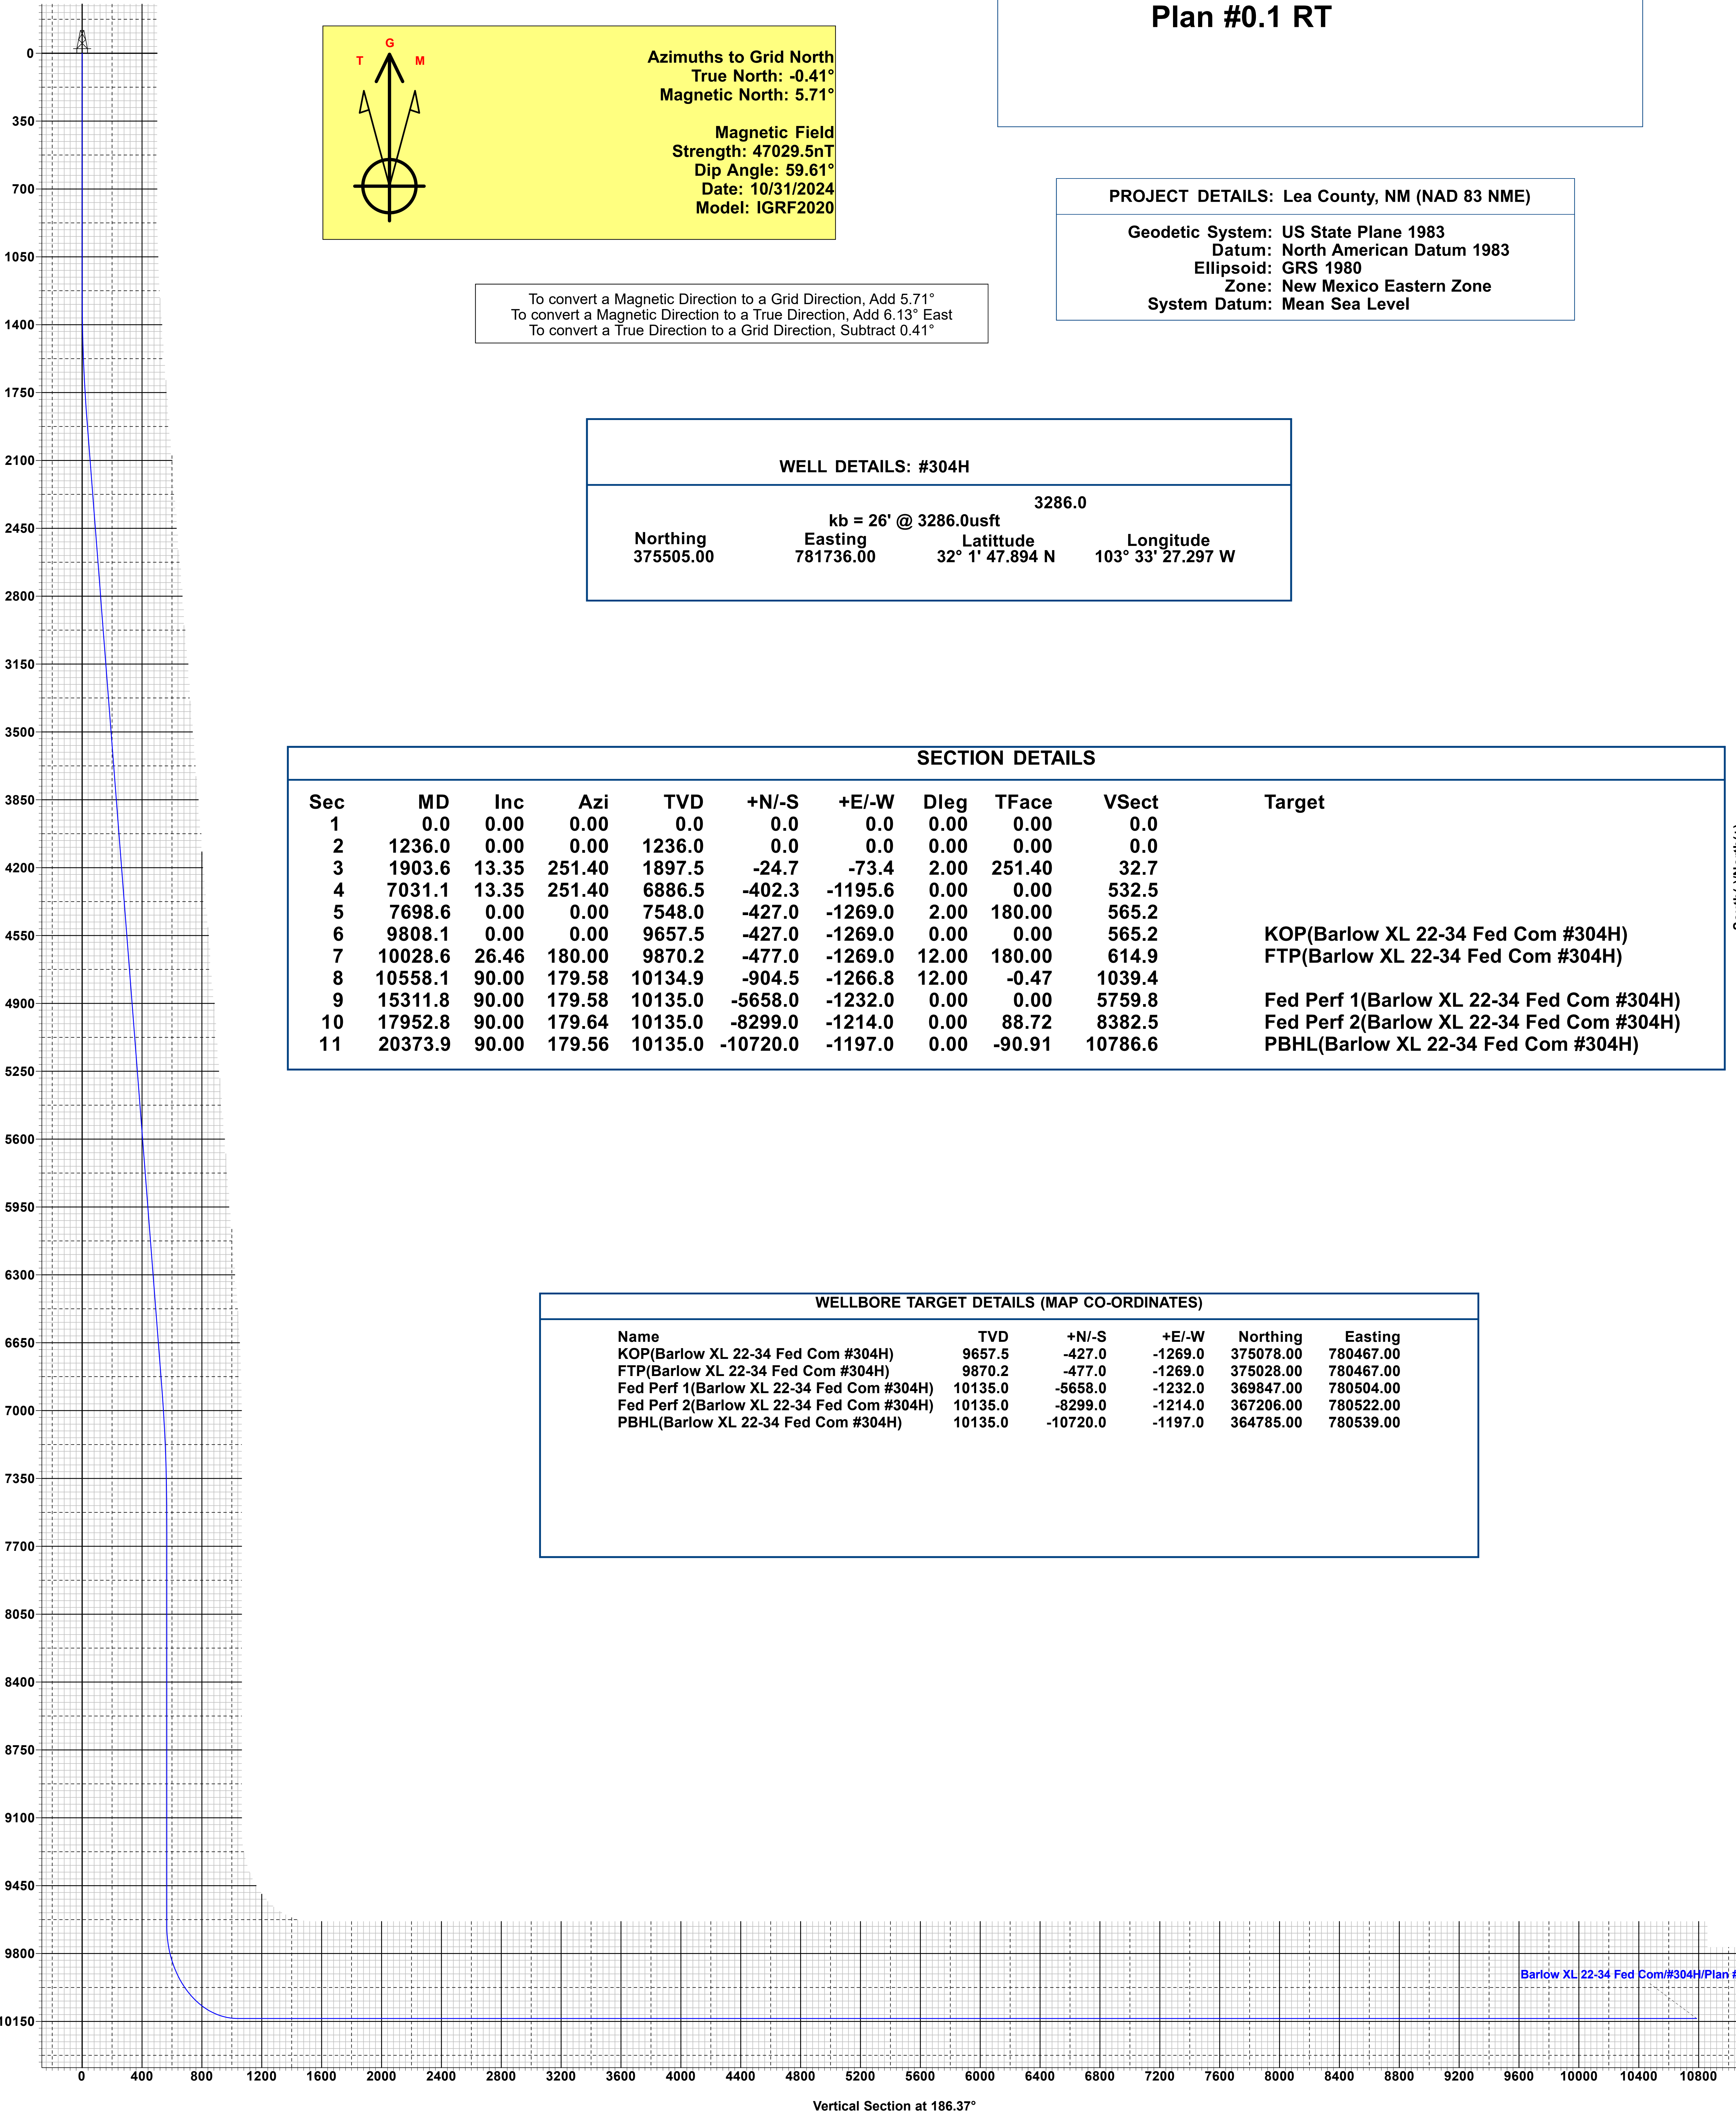 Plan #0.1 RT
G
T M
Azimuths to Grid North
True North: -0.41°
Magnetic North: 5.71°
Magnetic Field
Strength: 47029.5nT
Dip Angle: 59.61°
Date: 10/31/2024
Model: IGRF2020
PROJECT DETAILS: Lea County, NM (NAD 83 NME)
Geodetic System: US State Plane 1983
Datum: North American Datum 1983
Ellipsoid: GRS 1980
Zone: New Mexico Eastern Zone
System Datum: Mean Sea Level
To convert a Magnetic Direction to a Grid Direction, Add 5.71°
To convert a Magnetic Direction to a True Direction, Add 6.13° East
To convert a True Direction to a Grid Direction, Subtract 0.41°
WELL DETAILS: #304H
3286.0
kb = 26' @ 3286.0usft
Northing Easting Latittude Longitude
375505.00 781736.00 32° 1' 47.894 N 103° 33' 27.297 W
SECTION DETAILS
Sec MD Inc Azi TVD +N/-S +E/-W Dleg TFace VSect Target
1 0.0 0.00 0.00 0.0 0.0 0.0 0.00 0.00 0.0
2 1236.0 0.00 0.00 1236.0 0.0 0.0 0.00 0.00 0.0
3 1903.6 13.35 251.40 1897.5 -24.7 -73.4 2.00 251.40 32.7
4 7031.1 13.35 251.40 6886.5 -402.3 -1195.6 0.00 0.00 532.5
5 7698.6 0.00 0.00 7548.0 -427.0 -1269.0 2.00 180.00 565.2
6 9808.1 0.00 0.00 9657.5 -427.0 -1269.0 0.00 0.00 565.2 KOP(Barlow XL 22-34 Fed Com #304H)
7 10028.6 26.46 180.00 9870.2 -477.0 -1269.0 12.00 180.00 614.9 FTP(Barlow XL 22-34 Fed Com #304H)
8 10558.1 90.00 179.58 10134.9 -904.5 -1266.8 12.00 -0.47 1039.4
9 15311.8 90.00 179.58 10135.0 -5658.0 -1232.0 0.00 0.00 5759.8 Fed Perf 1(Barlow XL 22-34 Fed Com #304H)
10 17952.8 90.00 179.64 10135.0 -8299.0 -1214.0 0.00 88.72 8382.5 Fed Perf 2(Barlow XL 22-34 Fed Com #304H)
11 20373.9 90.00 179.56 10135.0 -10720.0 -1197.0 0.00 -90.91 10786.6 PBHL(Barlow XL 22-34 Fed Com #304H)
WELLBORE TARGET DETAILS (MAP CO-ORDINATES)
Name TVD +N/-S +E/-W Northing Easting
KOP(Barlow XL 22-34 Fed Com #304H) 9657.5 -427.0 -1269.0 375078.00 780467.00
FTP(Barlow XL 22-34 Fed Com #304H) 9870.2 -477.0 -1269.0 375028.00 780467.00
Fed Perf 1(Barlow XL 22-34 Fed Com #304H) 10135.0 -5658.0 -1232.0 369847.00 780504.00
Fed Perf 2(Barlow XL 22-34 Fed Com #304H) 10135.0 -8299.0 -1214.0 367206.00 780522.00
PBHL(Barlow XL 22-34 Fed Com #304H) 10135.0 -10720.0 -1197.0 364785.00 780539.00
0
350
700
1050
1400
1750
2100
2450
2800
3150
3500
3850
4200
4550
4900
5250
5600
5950
6300
6650
7000
7350
7700
8050
8400
8750
9100
9450
9800
10150
Barlow XL 22-34 Fed Com/#304H/Plan #
0 400 800 1200 1600 2000 2400 2800 3200 3600 4000 4400 4800 5200 5600 6000 6400 6800 7200 7600 8000 8400 8800 9200 9600 10000 10400 10800
Vertical Section at 186.37°